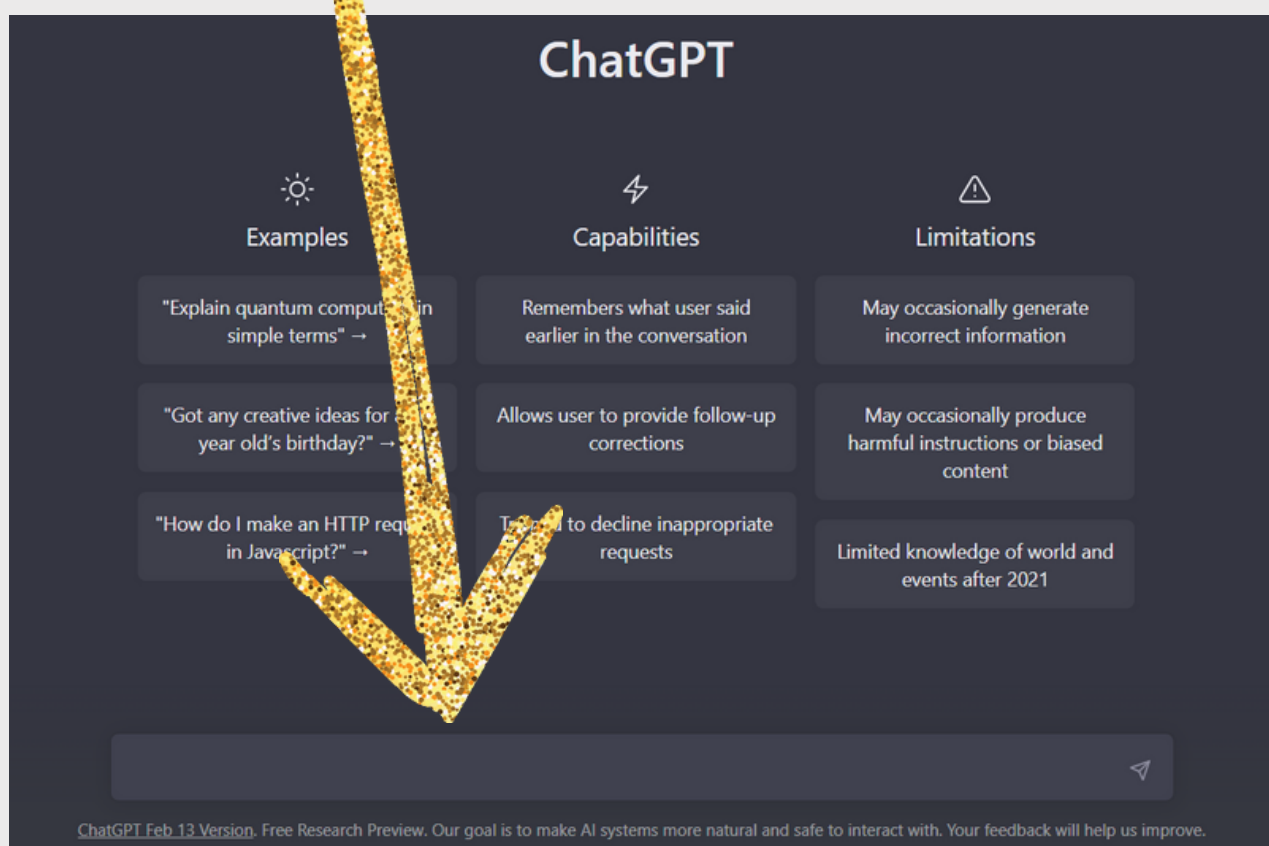 ChatGPT
Examples
"Explain quantum in
simple terms" →
"Got any creative ideas for
year old's birthday?" →
"How do I make an HTTP
in Javascript?" →
Capabilities
Remembers what user said
earlier in the conversation
Allows user to provide follow-up
corrections
to decline inappropriate
requests
Limitations
May occasionally generate
incorrect information
May occasionally produce
harmful instructions or biased
content
Limited knowledge of world and
events after 2021
ChatGPT Feb 13 Version. Free Research Preview. Our goal is to make AI systems more natural and safe to interact with. Your feedback will help us improve.